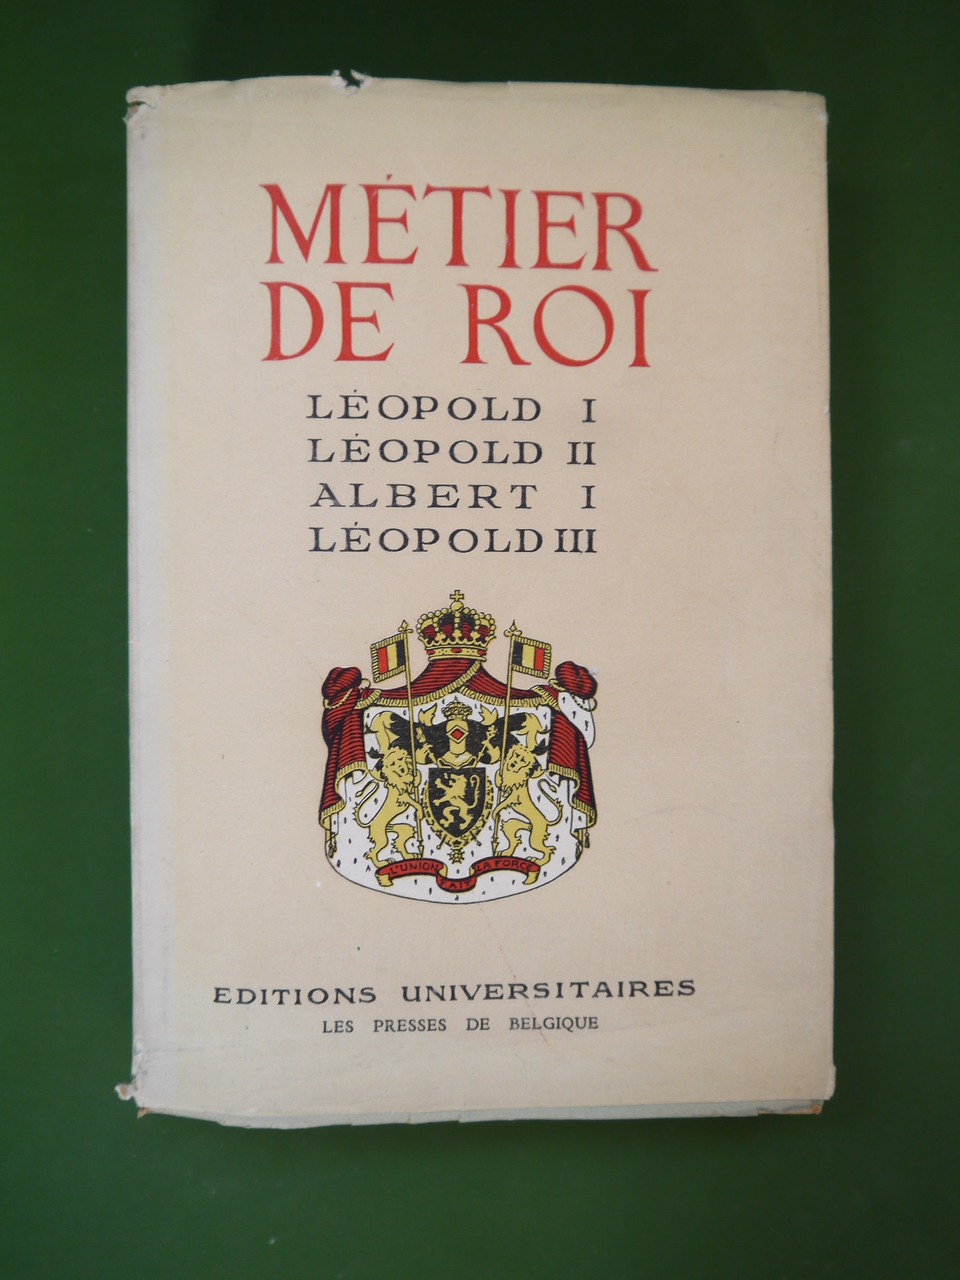 MÉTIER
DE ROI
LÉOPOLD I
LÉOPOLD II
ALBERT I
LÉOPOLD III
L'UNION FAIT LA FORCE
EDITIONS UNIVERSITAIRES
LES PRESSES DE BELGIQUE